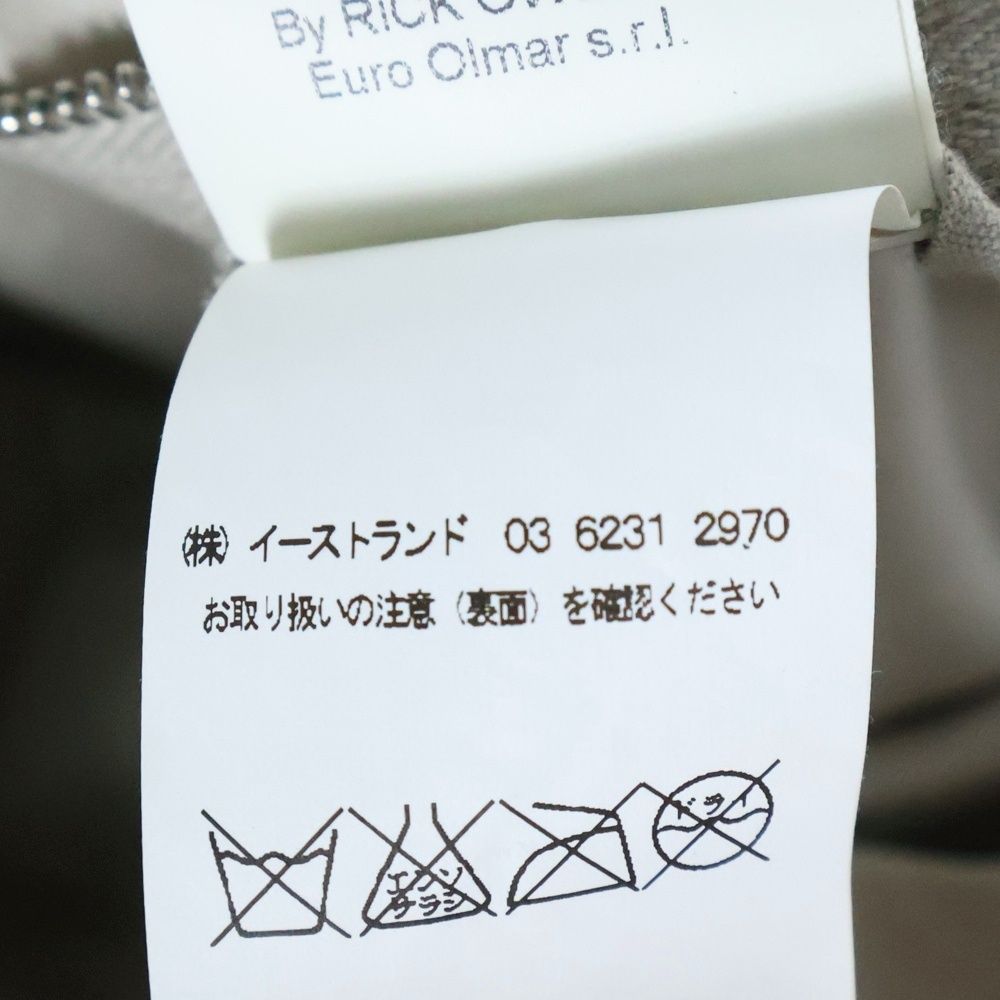 By RICK
Euro Olmar s.r.l.
(株) イーストランド 03 6231 2970
お取り扱いの注意 (裏面) を確認ください
エンソ
サラシ
ドライ